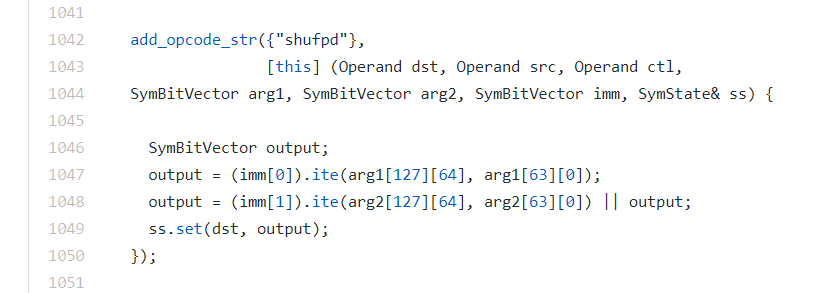 1041
1042 add_opcode_str({"shufpd"},
1043 [this] (Operand dst, Operand src, Operand ctl,
1044 SymBitVector arg1, SymBitVector arg2, SymBitVector imm, SymState& ss) {
1045
1046 SymBitVector output;
1047 output = (imm[0]).ite(arg1[127][64], arg1[63][0]);
1048 output = (imm[1]).ite(arg2[127][64], arg2[63][0]) || output;
1049 ss.set(dst, output);
1050 });
1051